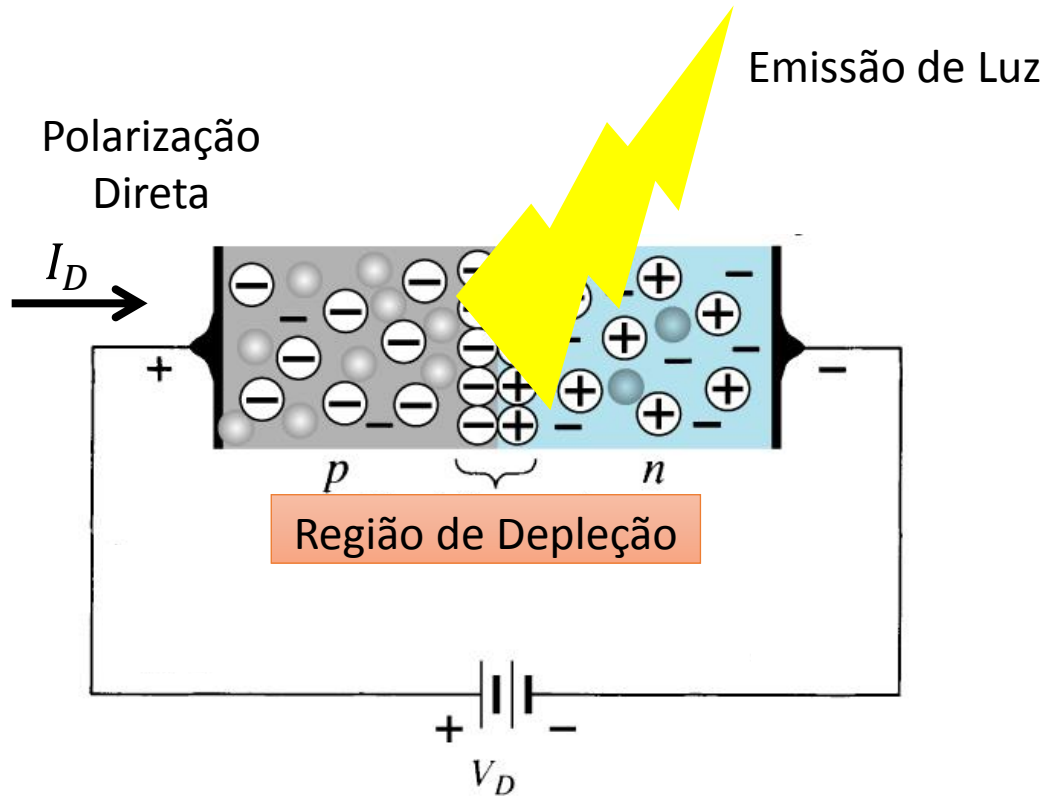 Emissão de Luz
Polarização
Direta
I_D
+
−
p
n
Região de Depleção
+
−
V_D